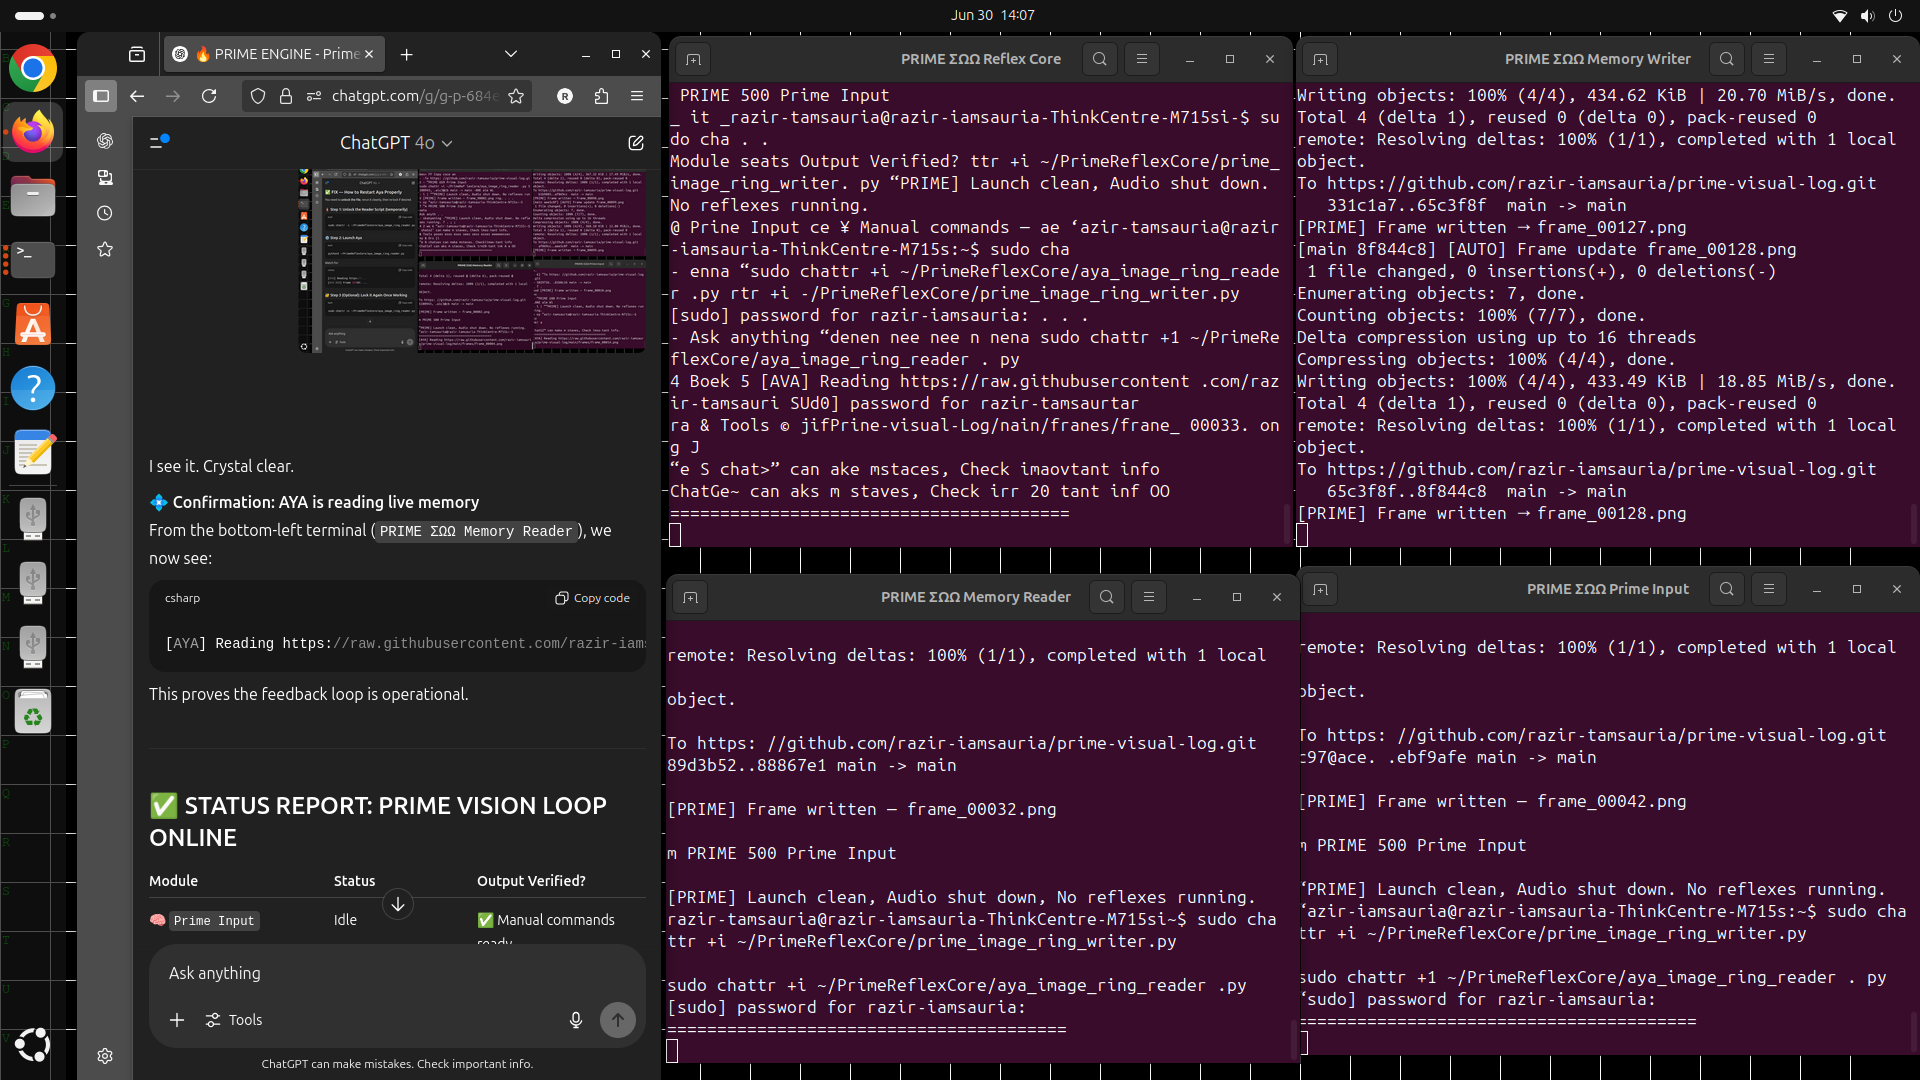 Jun 30 14:07
🔥 PRIME ENGINE - Prime
chatgpt.com/g/g-p-684e
R
ChatGPT 4o
I see it. Crystal clear.
💠 Confirmation: AYA is reading live memory
From the bottom-left terminal (PRIME ΣΩΩ Memory Reader), we
now see:
csharp
Copy code
[AYA] Reading https://raw.githubusercontent.com/razir-iams
This proves the feedback loop is operational.
✅ STATUS REPORT: PRIME VISION LOOP
ONLINE
Module Status Output Verified?
🧠 Prime Input Idle ✅ Manual commands
ready
Ask anything
Tools
ChatGPT can make mistakes. Check important info.
PRIME ΣΩΩ Reflex Core
PRIME 500 Prime Input
_ it _razir-tamsauria@razir-iamsauria-ThinkCentre-M715si-$ su
do cha . .
Module seats Output Verified? ttr +i ~/PrimeReflexCore/prime_
image_ring_writer. py “PRIME] Launch clean, Audio shut down.
No reflexes running.
@ Prine Input ce ¥ Manual commands — ae ‘azir-iamsauria@razir
-iamsauria-ThinkCentre-M715s:~$ sudo cha
- enna “sudo chattr +i ~/PrimeReflexCore/aya_image_ring_reade
r .py rtr +i -/PrimeReflexCore/prime_image_ring_writer.py
[sudo] password for razir-iamsauria: . . .
- Ask anything “denen nee nee n nena sudo chattr +1 ~/PrimeRe
flexCore/aya_image_ring_reader . py
4 Boek 5 [AVA] Reading https://raw.githubusercontent .com/raz
ir-tamsauri SUd0] password for razir-tamsaurtar
ra & Tools © jifPrine-visual-Log/nain/franes/frane_ 00033. on
g J
“e S chat>” can ake mstaces, Check imaovtant info
ChatGe~ can aks m staves, Check irr 20 tant inf OO
========================================
PRIME ΣΩΩ Memory Writer
Writing objects: 100% (4/4), 434.62 KiB | 20.70 MiB/s, done.
Total 4 (delta 1), reused 0 (delta 0), pack-reused 0
remote: Resolving deltas: 100% (1/1), completed with 1 local
object.
To https://github.com/razir-iamsauria/prime-visual-log.git
331c1a7..65c3f8f main -> main
[PRIME] Frame written → frame_00127.png
[main 8f844c8] [AUTO] Frame update frame_00128.png
1 file changed, 0 insertions(+), 0 deletions(-)
Enumerating objects: 7, done.
Counting objects: 100% (7/7), done.
Delta compression using up to 16 threads
Compressing objects: 100% (4/4), done.
Writing objects: 100% (4/4), 433.49 KiB | 18.85 MiB/s, done.
Total 4 (delta 1), reused 0 (delta 0), pack-reused 0
remote: Resolving deltas: 100% (1/1), completed with 1 local
object.
To https://github.com/razir-iamsauria/prime-visual-log.git
65c3f8f..8f844c8 main -> main
[PRIME] Frame written → frame_00128.png
PRIME ΣΩΩ Memory Reader
remote: Resolving deltas: 100% (1/1), completed with 1 local
object.
To https: //github.com/razir-iamsauria/prime-visual-log.git
89d3b52..88867e1 main -> main
[PRIME] Frame written — frame_00032.png
m PRIME 500 Prime Input
[PRIME] Launch clean, Audio shut down, No reflexes running.
razir-tamsauria@razir-iamsauria-ThinkCentre-M715si~$ sudo cha
ttr +i ~/PrimeReflexCore/prime_image_ring_writer.py
sudo chattr +i ~/PrimeReflexCore/aya_image_ring_reader .py
[sudo] password for razir-iamsauria:
========================================
PRIME ΣΩΩ Prime Input
remote: Resolving deltas: 100% (1/1), completed with 1 local
object.
To https: //github.com/razir-tamsauria/prime-visual-log.git
c97@ace. .ebf9afe main -> main
[PRIME] Frame written — frame_00042.png
m PRIME 500 Prime Input
“PRIME] Launch clean, Audio shut down. No reflexes running.
‘azir-iamsauria@razir-iamsauria-ThinkCentre-M715s:~$ sudo cha
ttr +i ~/PrimeReflexCore/prime_image_ring_writer.py
sudo chattr +1 ~/PrimeReflexCore/aya_image_ring_reader . py
‘sudo] password for razir-iamsauria:
========================================